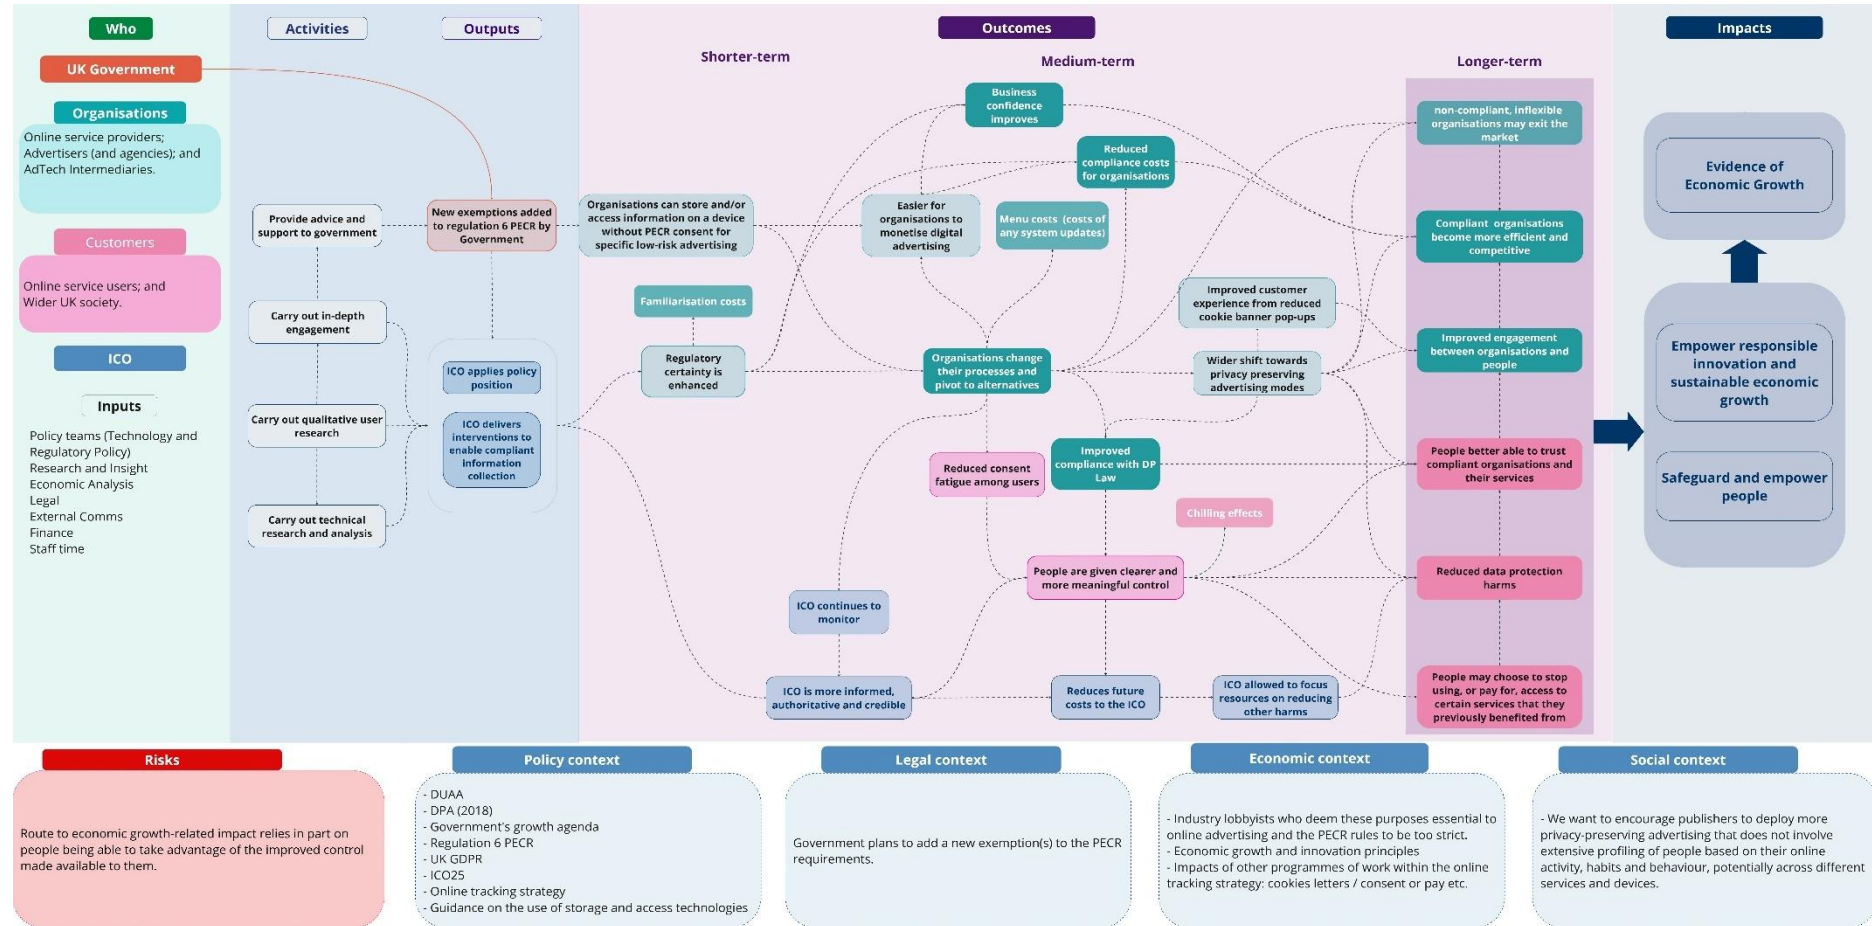 Who
UK Government
Organisations
Online service providers;
Advertisers (and agencies); and
AdTech Intermediaries.
Customers
Online service users; and
Wider UK society.
ICO
Inputs
Policy teams (Technology and
Regulatory Policy)
Research and Insight
Economic Analysis
Legal
External Comms
Finance
Staff time
Activities
Provide advice and
support to government
Carry out in-depth
engagement
Carry out qualitative user
research
Carry out technical
research and analysis
Outputs
New exemptions added
to regulation 6 PECR by
Government
ICO applies policy
position
ICO delivers
interventions to
enable compliant
information
collection
Outcomes
Shorter-term
Organisations can store and/or
access information on a device
without PECR consent for
specific low-risk advertising
Familiarisation costs
Regulatory
certainty is
enhanced
ICO continues to
monitor
ICO is more informed,
authoritative and credible
Medium-term
Business
confidence
improves
Reduced
compliance costs
for organisations
Easier for
organisations to
monetise digital
advertising
Menu costs (costs of
any system updates)
Improved customer
experience from reduced
cookie banner pop-ups
Organisations change
their processes and
pivot to alternatives
Wider shift towards
privacy preserving
advertising modes
Reduced consent
fatigue among users
Improved
compliance with DP
Law
Chilling effects
People are given clearer and
more meaningful control
Reduces future
costs to the ICO
ICO allowed to focus
resources on reducing
other harms
Longer-term
non-compliant, inflexible
organisations may exit the
market
Compliant organisations
become more efficient and
competitive
Improved engagement
between organisations and
people
People better able to trust
compliant organisations and
their services
Reduced data protection
harms
People may choose to stop
using, or pay for, access to
certain services that they
previously benefited from
Impacts
Evidence of
Economic Growth
Empower responsible
innovation and
sustainable economic
growth
Safeguard and empower
people
Risks
Route to economic growth-related impact relies in part on
people being able to take advantage of the improved control
made available to them.
Policy context
- DUAA
- DPA (2018)
- Government's growth agenda
- Regulation 6 PECR
- UK GDPR
- ICO25
- Online tracking strategy
- Guidance on the use of storage and access technologies
Legal context
Government plans to add a new exemption(s) to the PECR
requirements.
Economic context
- Industry lobbyists who deem these purposes essential to
online advertising and the PECR rules to be too strict.
- Economic growth and innovation principles
- Impacts of other programmes of work within the online
tracking strategy: cookies letters / consent or pay etc.
Social context
- We want to encourage publishers to deploy more
privacy-preserving advertising that does not involve
extensive profiling of people based on their online
activity, habits and behaviour, potentially across different
services and devices.